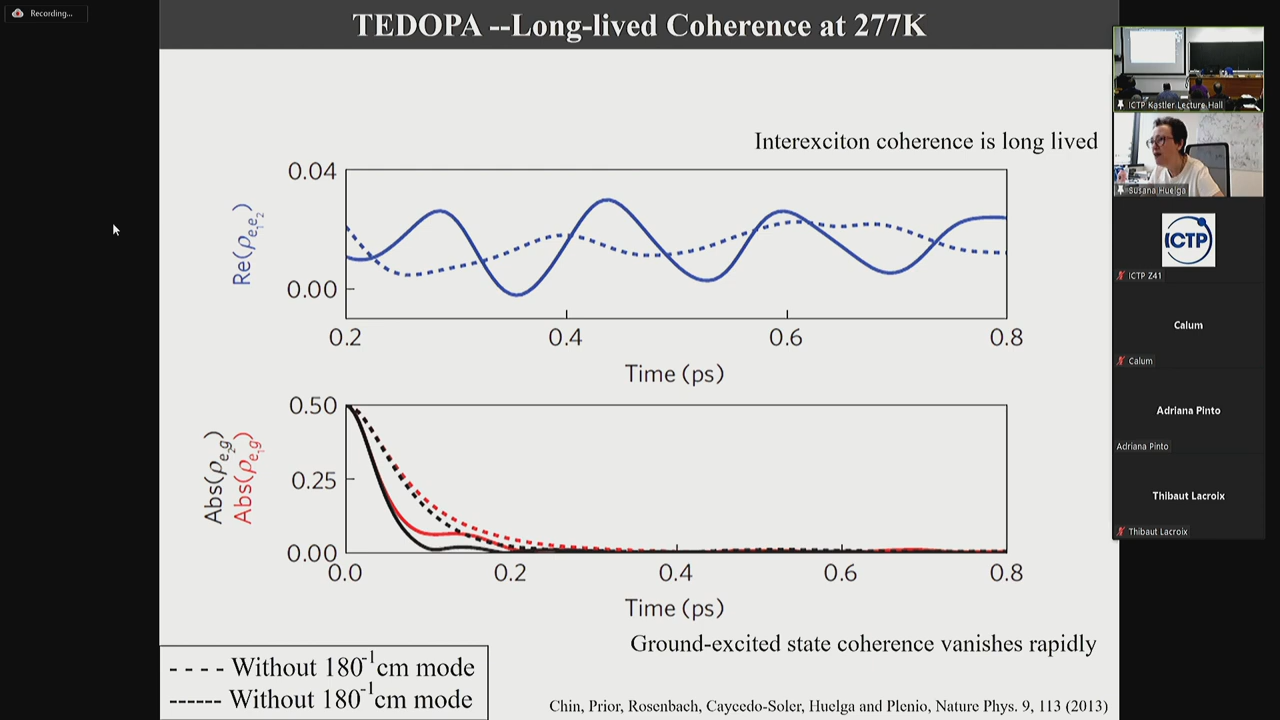 Recording...
TEDOPA --Long-lived Coherence at 277K
Interexciton coherence is long lived
0.04
0.00
Re(ρe1e2)
0.2 0.4 0.6 0.8
Time (ps)
0.50
0.25
0.00
Abs(ρe2g)
Abs(ρe1g)
0.0 0.2 0.4 0.6 0.8
Time (ps)
Ground-excited state coherence vanishes rapidly
- - - - Without 180-1cm mode
------ Without 180-1cm mode
Chin, Prior, Rosenbach, Caycedo-Soler, Huelga and Plenio, Nature Phys. 9, 113 (2013)
ICTP Kastler Lecture Hall
Susana Huelga
ICTP
ICTP Z41
Calum
Calum
Adriana Pinto
Adriana Pinto
Thibaut Lacroix
Thibaut Lacroix